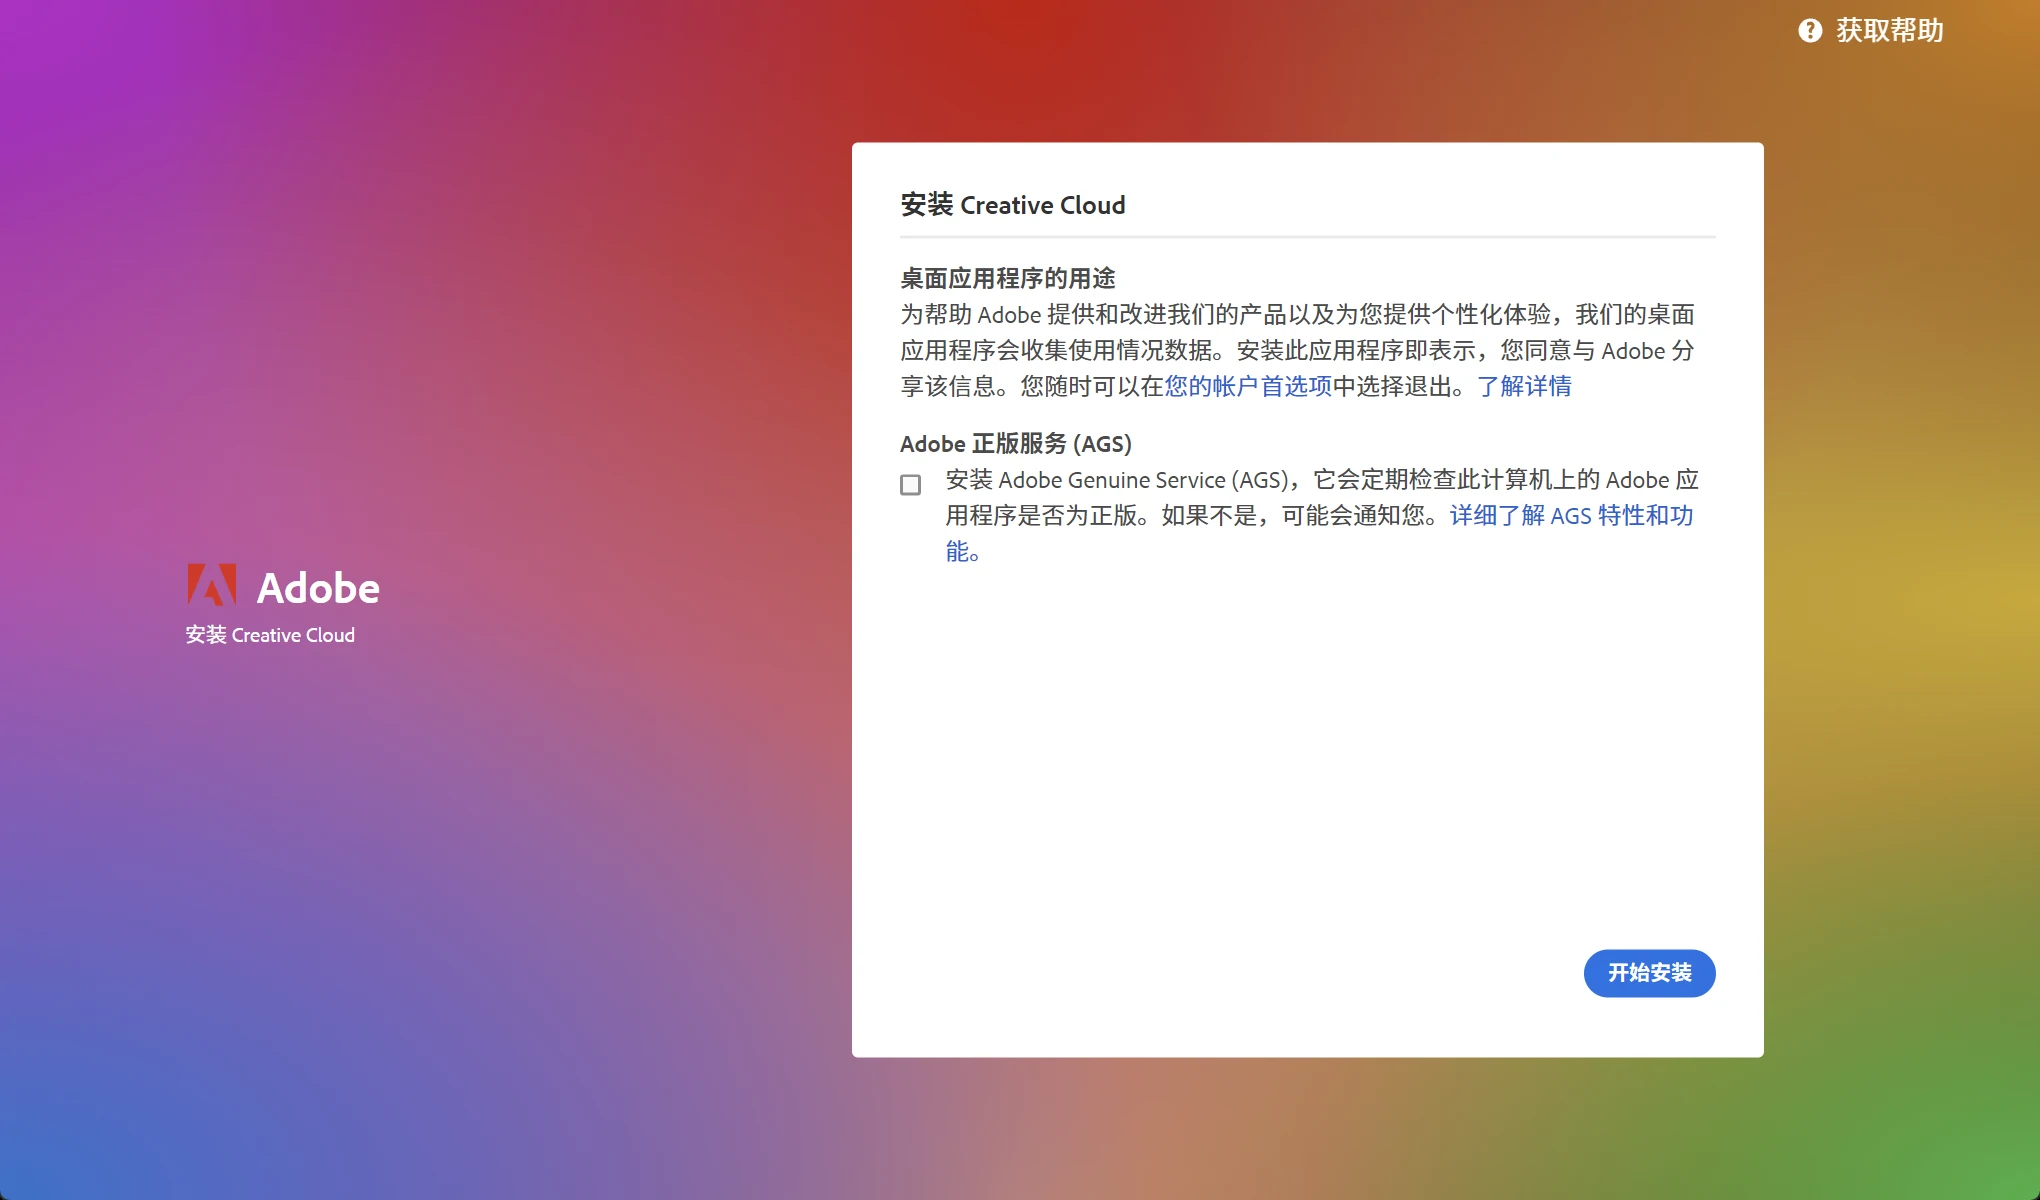 获取帮助
安装 Creative Cloud
桌面应用程序的用途
为帮助 Adobe 提供和改进我们的产品以及为您提供个性化体验，我们的桌面
应用程序会收集使用情况数据。安装此应用程序即表示，您同意与 Adobe 分
享该信息。您随时可以在您的帐户首选项中选择退出。了解详情
Adobe 正版服务 (AGS)
安装 Adobe Genuine Service (AGS)，它会定期检查此计算机上的 Adobe 应
用程序是否为正版。如果不是，可能会通知您。详细了解 AGS 特性和功
能。
Adobe
安装 Creative Cloud
开始安装